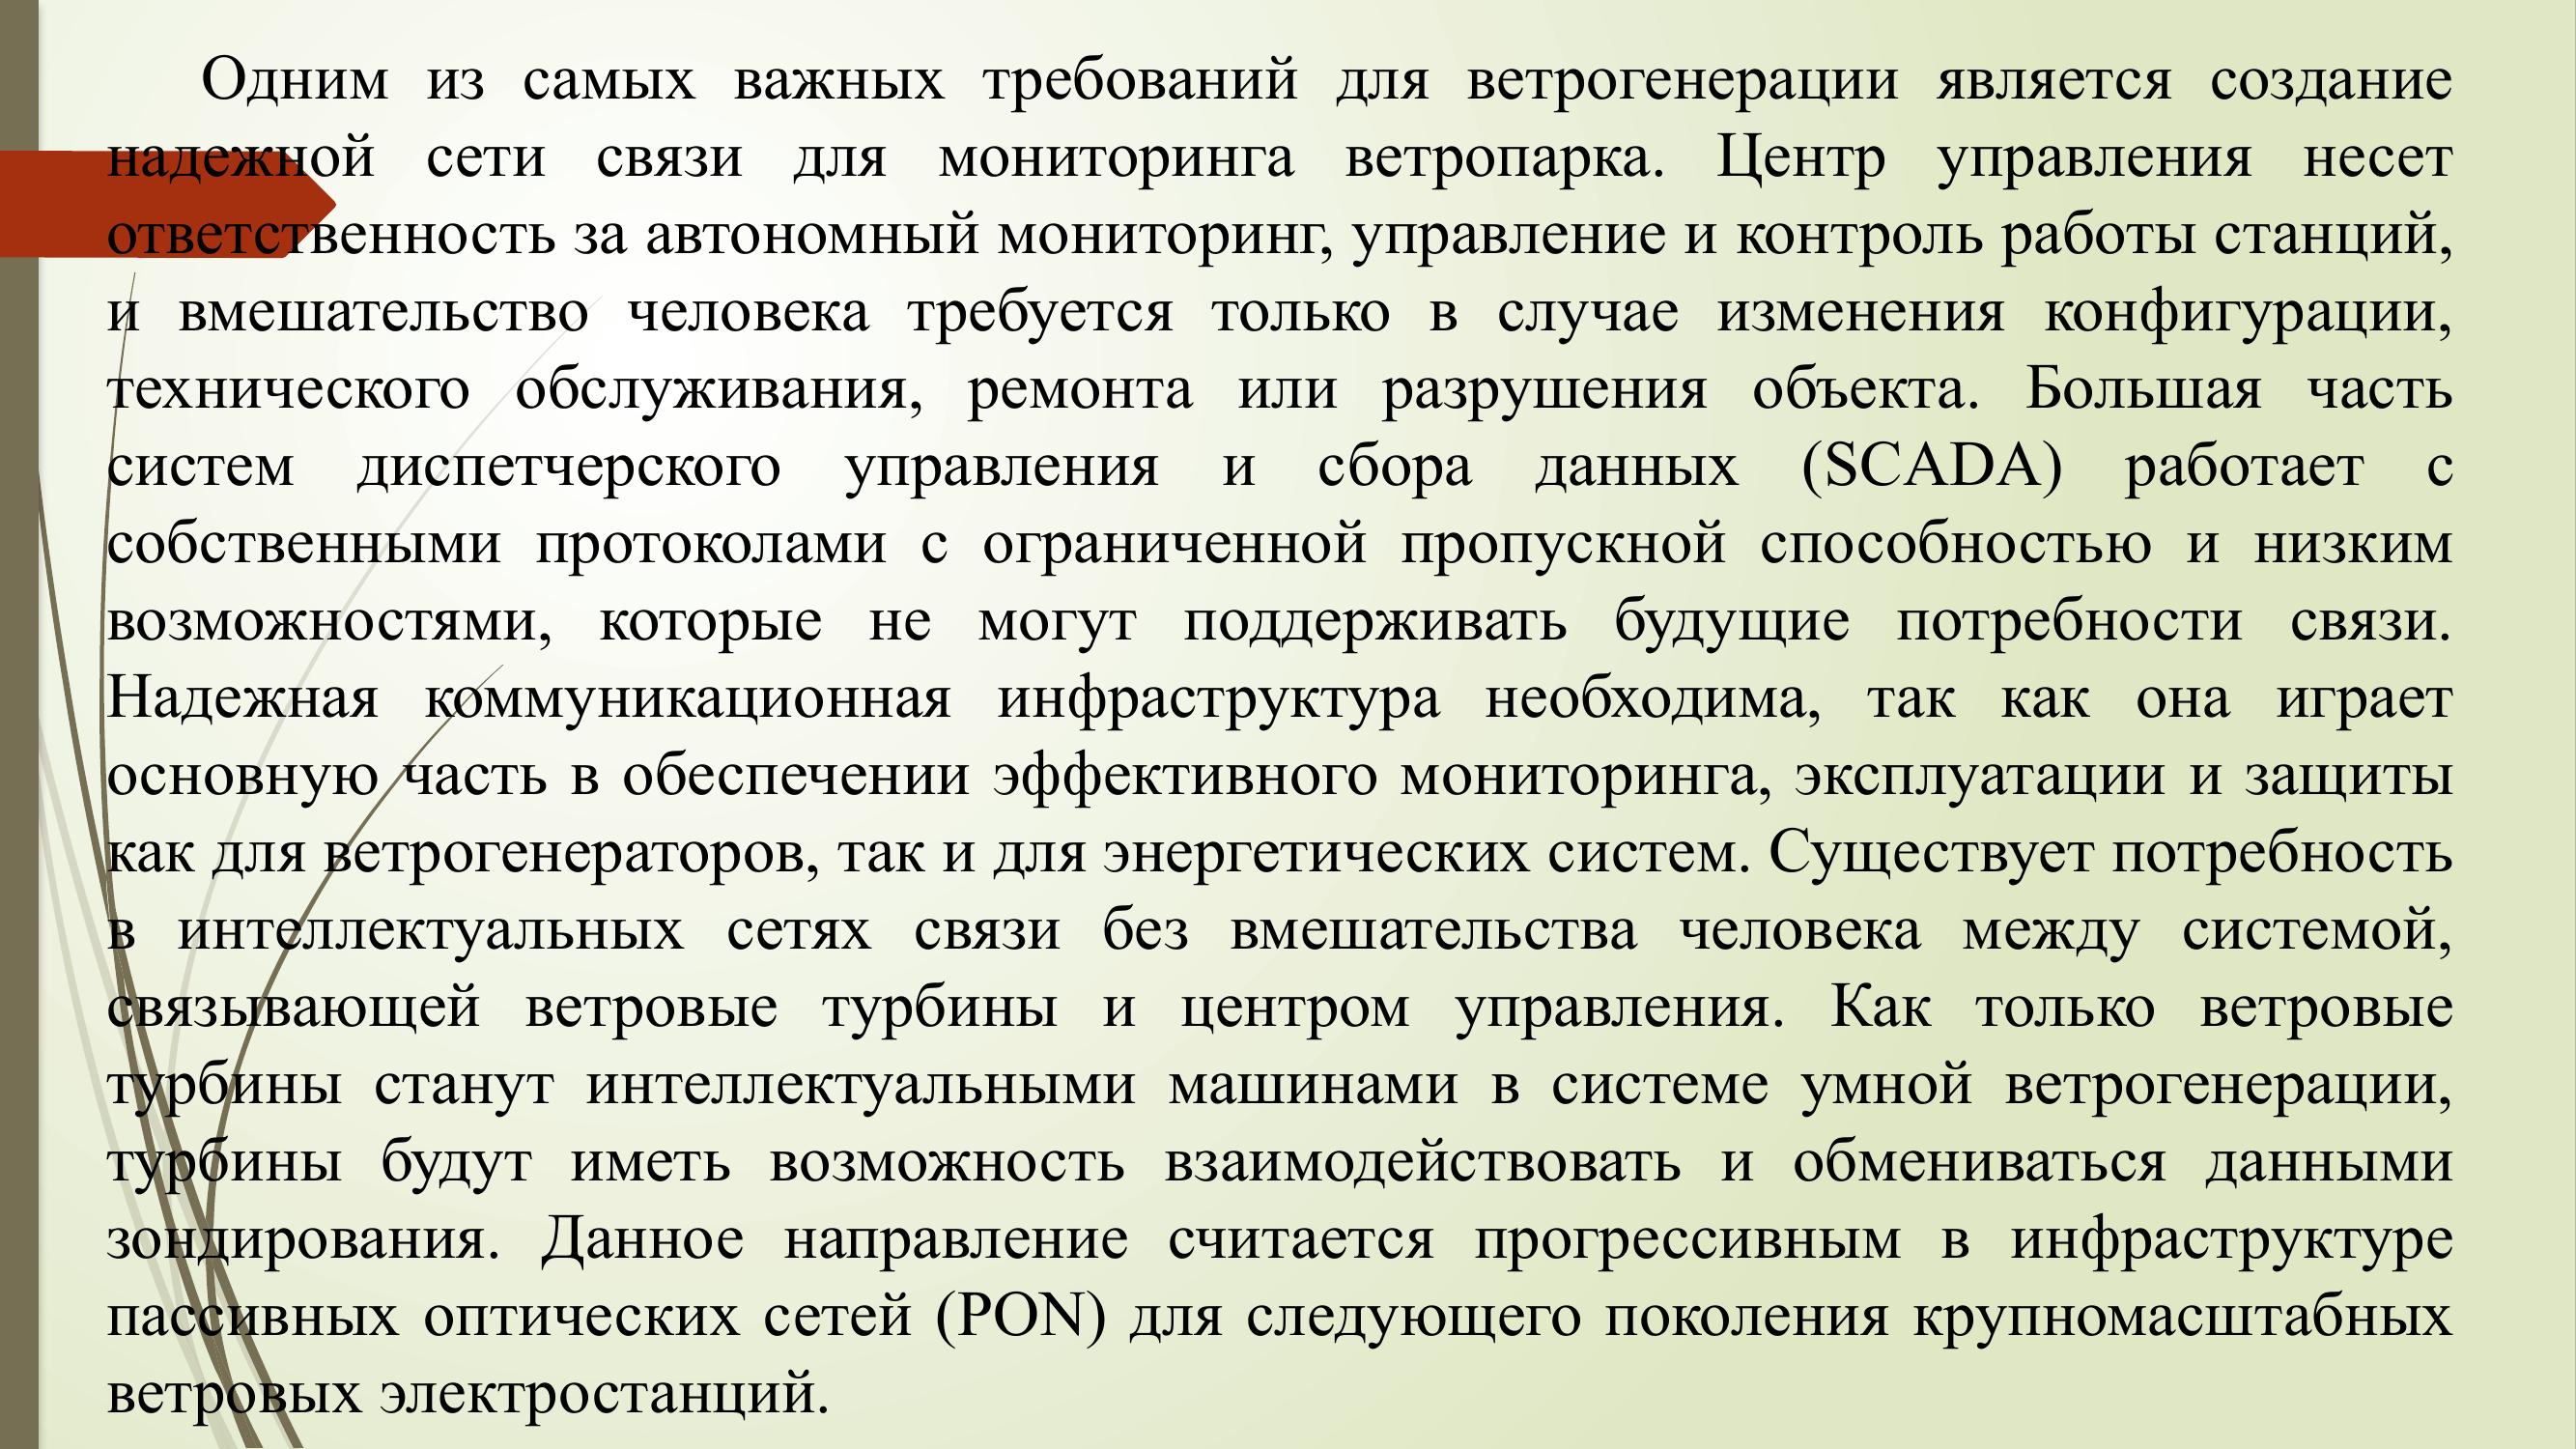 Одним из самых важных требований для ветрогенерации является создание
надежной сети связи для мониторинга ветропарка. Центр управления несет
ответственность за автономный мониторинг, управление и контроль работы станций,
и вмешательство человека требуется только в случае изменения конфигурации,
технического обслуживания, ремонта или разрушения объекта. Большая часть
систем диспетчерского управления и сбора данных (SCADA) работает с
собственными протоколами с ограниченной пропускной способностью и низким
возможностями, которые не могут поддерживать будущие потребности связи.
Надежная коммуникационная инфраструктура необходима, так как она играет
основную часть в обеспечении эффективного мониторинга, эксплуатации и защиты
как для ветрогенераторов, так и для энергетических систем. Существует потребность
в интеллектуальных сетях связи без вмешательства человека между системой,
связывающей ветровые турбины и центром управления. Как только ветровые
турбины станут интеллектуальными машинами в системе умной ветрогенерации,
турбины будут иметь возможность взаимодействовать и обмениваться данными
зондирования. Данное направление считается прогрессивным в инфраструктуре
пассивных оптических сетей (PON) для следующего поколения крупномасштабных
ветровых электростанций.